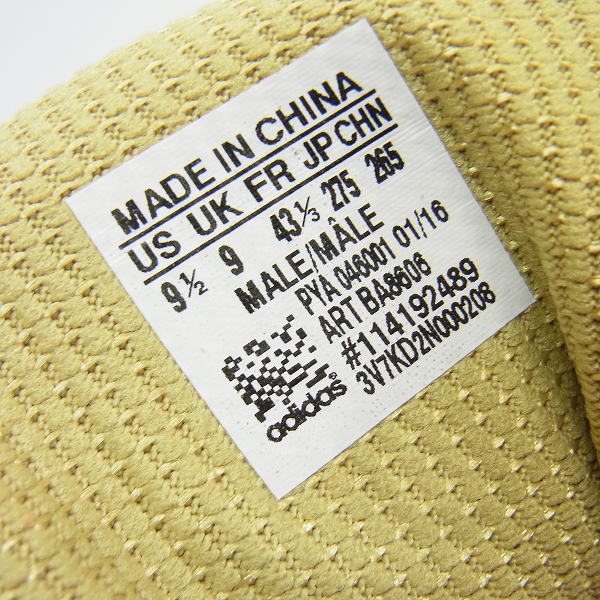 MADE IN CHINA
US UK FR JP CHN
9½ 9 43⅓ 275 265
MALE/MÂLE
PYA 046001 01/16
ART BA8606
#114192489
3V7KD2N000208
adidas®